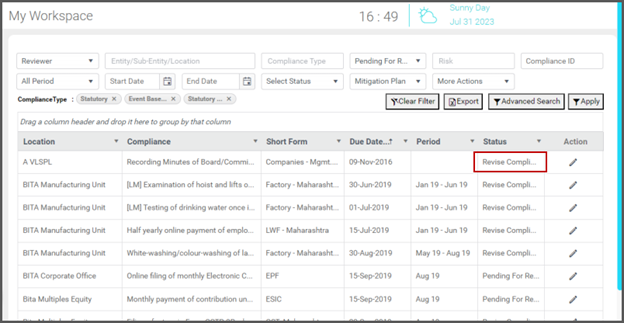 My Workspace
16 : 49
Sunny Day
Jul 31 2023
Reviewer Entity/Sub-Entity/Location Compliance Type Pending For R... Risk Compliance ID
All Period Start Date End Date Select Status Mitigation Plan More Actions
ComplianceType : Statutory × Event Base... × Statutory ... ×
Clear Filter Export Advanced Search Apply
Drag a column header and drop it here to group by that column
Location Compliance Short Form Due Date... Period Status Action
A VLSPL Recording Minutes of Board/Commi... Companies - Mgmt. 09-Nov-2016 Revise Compli...
BITA Manufacturing Unit [LM] Examination of hoist and lifts o... Factory - Maharasht... 30-Jun-2019 Jan 19 - Jun 19 Revise Compli...
BITA Manufacturing Unit [LM] Testing of drinking water once i... Factory - Maharasht... 01-Jul-2019 Jan 19 - Jun 19 Revise Compli...
BITA Manufacturing Unit Half yearly online payment of emplo... LWF - Maharashtra 15-Jul-2019 Jan 19 - Jun 19 Revise Compli...
BITA Manufacturing Unit White-washing/colour-washing of la... Factory - Maharasht... 30-Aug-2019 May 19 - Aug 19 Revise Compli...
BITA Corporate Office Online filing of monthly Electronic C... EPF 15-Sep-2019 Aug 19 Pending For Re...
Bita Multiples Equity Monthly payment of contribution un... ESIC 15-Sep-2019 Aug 19 Pending For Re...